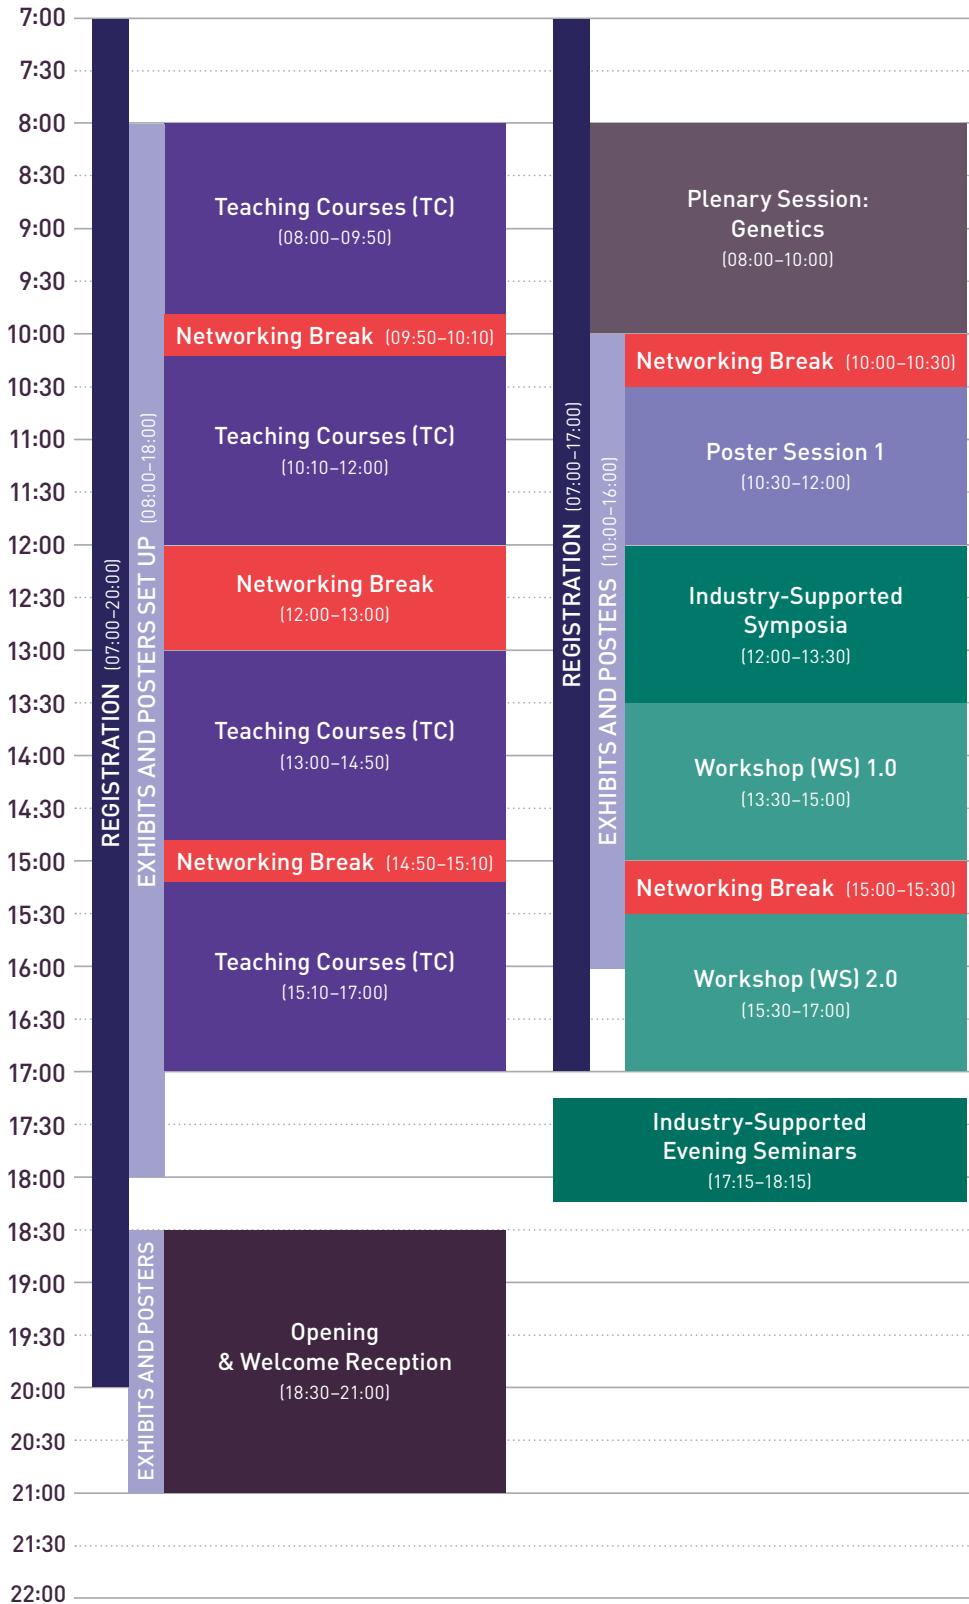 7:00
7:30
8:00
8:30
9:00
9:30
10:00
10:30
11:00
11:30
12:00
12:30
13:00
13:30
14:00
14:30
15:00
15:30
16:00
16:30
17:00
17:30
18:00
18:30
19:00
19:30
20:00
20:30
21:00
21:30
22:00
REGISTRATION (07:00–20:00)
EXHIBITS AND POSTERS SET UP (08:00–18:00)
Teaching Courses (TC)
(08:00–09:50)
Networking Break (09:50–10:10)
Teaching Courses (TC)
(10:10–12:00)
Networking Break
(12:00–13:00)
Teaching Courses (TC)
(13:00–14:50)
Networking Break (14:50–15:10)
Teaching Courses (TC)
(15:10–17:00)
EXHIBITS AND POSTERS
Opening
& Welcome Reception
(18:30–21:00)
REGISTRATION (07:00–17:00)
Plenary Session:
Genetics
(08:00–10:00)
EXHIBITS AND POSTERS (10:00–16:00)
Networking Break (10:00–10:30)
Poster Session 1
(10:30–12:00)
Industry-Supported
Symposia
(12:00–13:30)
Workshop (WS) 1.0
(13:30–15:00)
Networking Break (15:00–15:30)
Workshop (WS) 2.0
(15:30–17:00)
Industry-Supported
Evening Seminars
(17:15–18:15)